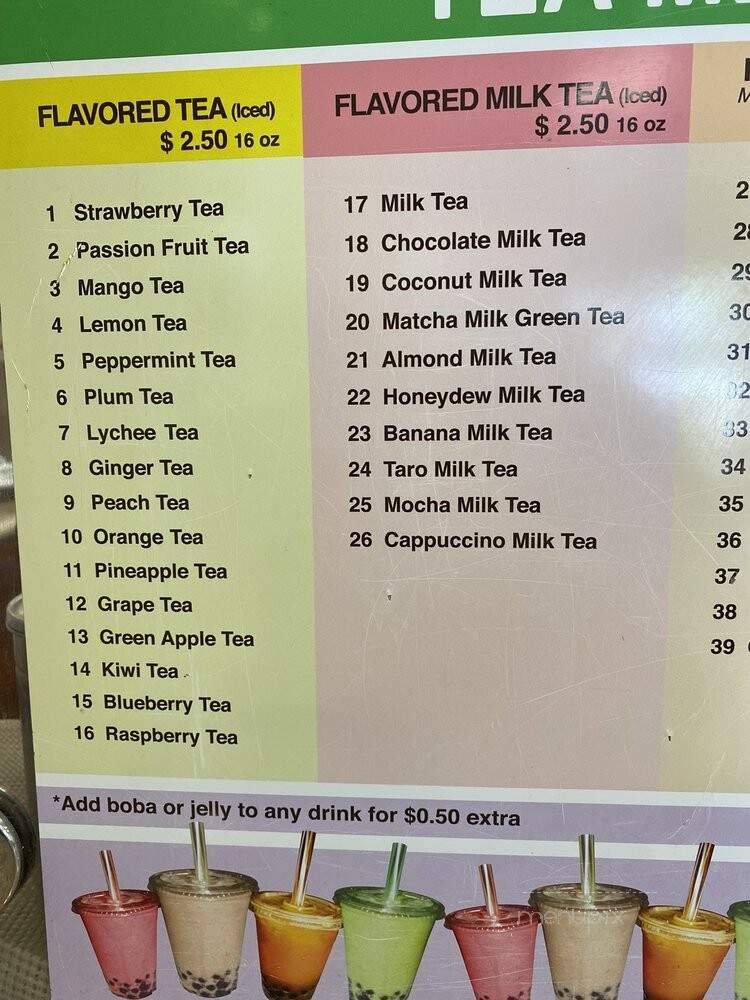 FLAVORED TEA (Iced)
$ 2.50 16 oz
1 Strawberry Tea
2 Passion Fruit Tea
3 Mango Tea
4 Lemon Tea
5 Peppermint Tea
6 Plum Tea
7 Lychee Tea
8 Ginger Tea
9 Peach Tea
10 Orange Tea
11 Pineapple Tea
12 Grape Tea
13 Green Apple Tea
14 Kiwi Tea
15 Blueberry Tea
16 Raspberry Tea
FLAVORED MILK TEA (Iced)
$ 2.50 16 oz
17 Milk Tea
18 Chocolate Milk Tea
19 Coconut Milk Tea
20 Matcha Milk Green Tea
21 Almond Milk Tea
22 Honeydew Milk Tea
23 Banana Milk Tea
24 Taro Milk Tea
25 Mocha Milk Tea
26 Cappuccino Milk Tea
29
30
31
32
33
34
35
36
37
38
39
*Add boba or jelly to any drink for $0.50 extra